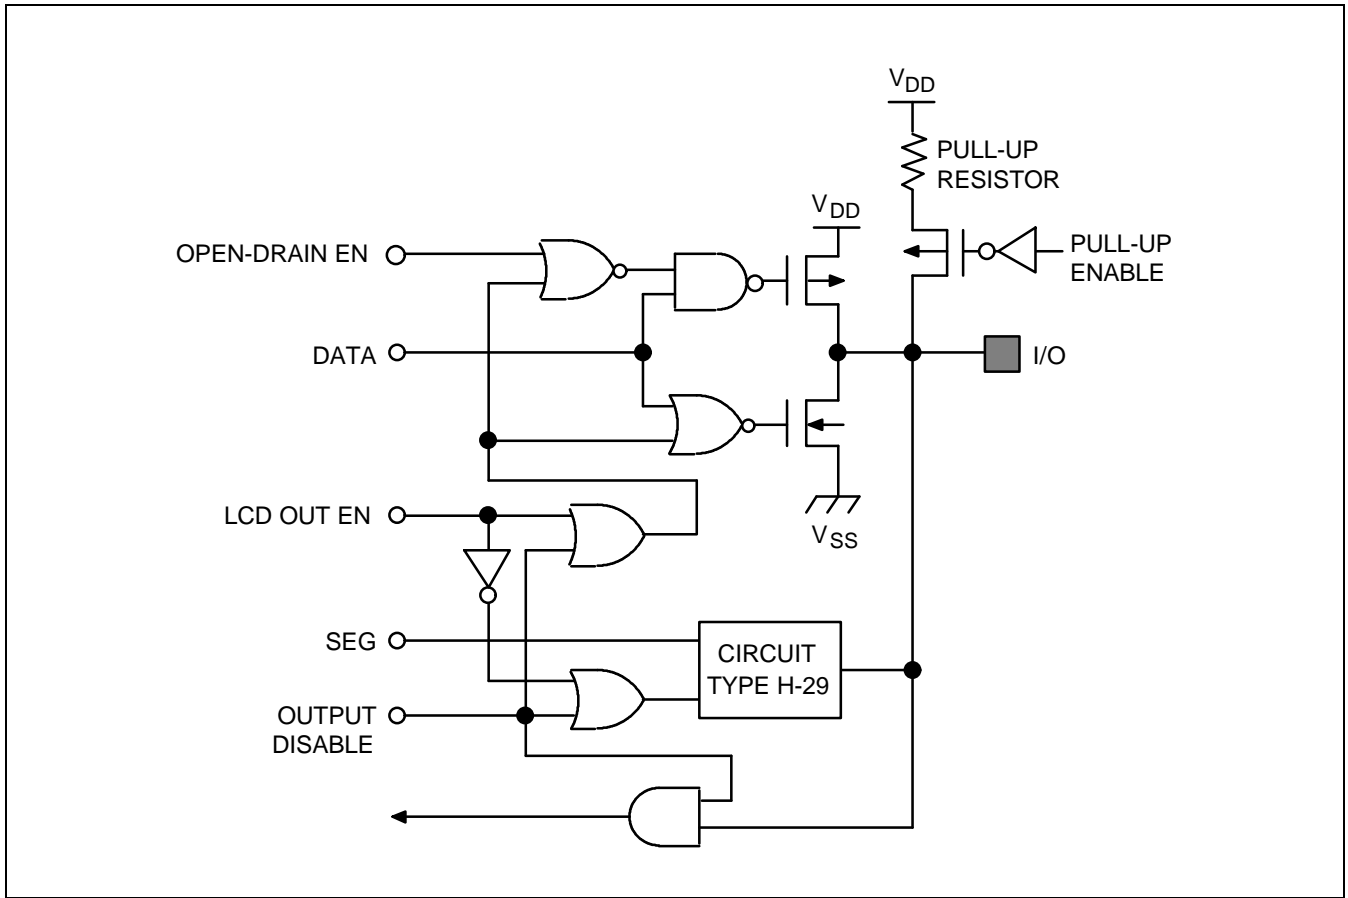 VDD
PULL-UP
RESISTOR
VDD
OPEN-DRAIN EN
PULL-UP
ENABLE
DATA
I/O
LCD OUT EN
VSS
SEG
CIRCUIT
TYPE H-29
OUTPUT
DISABLE